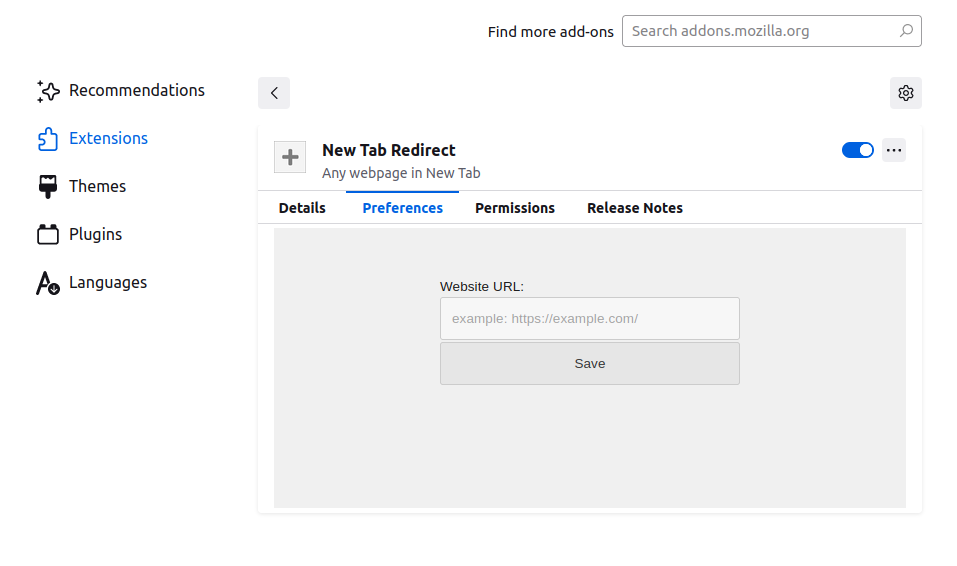 Find more add-ons
Search addons.mozilla.org
Recommendations
Extensions
Themes
Plugins
Languages
New Tab Redirect
Any webpage in New Tab
Details Preferences Permissions Release Notes
Website URL:
example: https://example.com/
Save